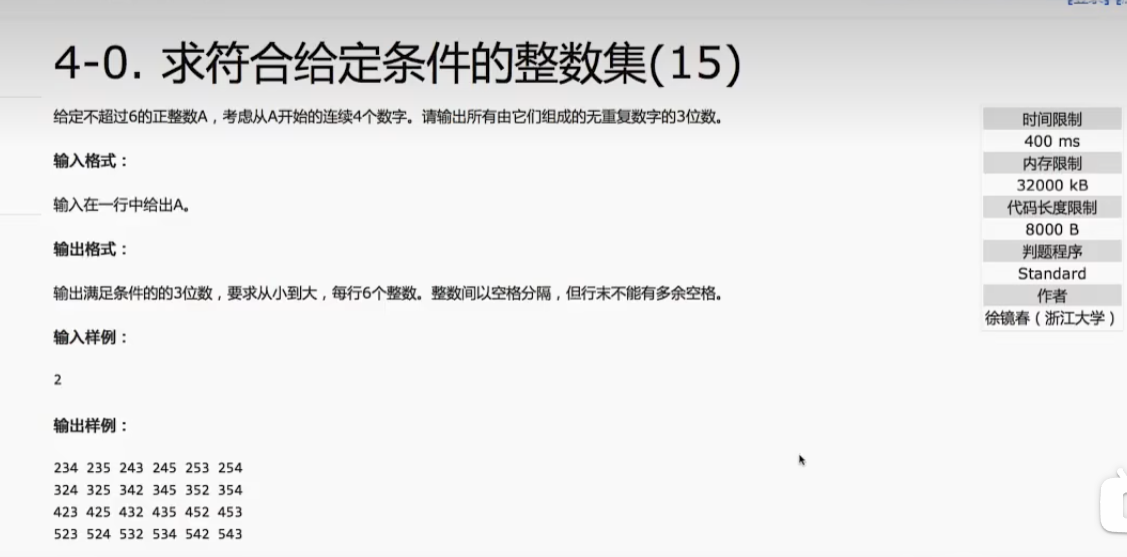 4-0. 求符合给定条件的整数集(15)
给定不超过6的正整数A，考虑从A开始的连续4个数字。请输出所有由它们组成的无重复数字的3位数。
输入格式：
输入在一行中给出A。
输出格式：
输出满足条件的的3位数，要求从小到大，每行6个整数。整数间以空格分隔，但行末不能有多余空格。
输入样例：
2
输出样例：
234 235 243 245 253 254
324 325 342 345 352 354
423 425 432 435 452 453
523 524 532 534 542 543
时间限制
400 ms
内存限制
32000 kB
代码长度限制
8000 B
判题程序
Standard
作者
徐镜春（浙江大学）